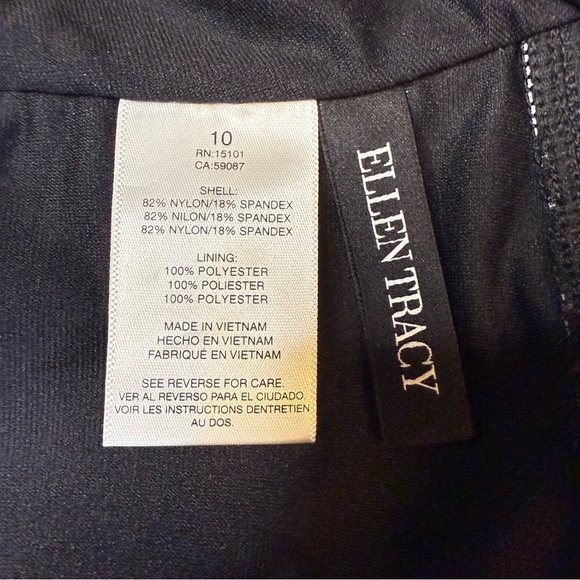 10
RN:15101
CA:59087
SHELL:
82% NYLON/18% SPANDEX
82% NILON/18% SPANDEX
82% NYLON/18% SPANDEX
LINING:
100% POLYESTER
100% POLIESTER
100% POLYESTER
MADE IN VIETNAM
HECHO EN VIETNAM
FABRIQUÉ EN VIETNAM
SEE REVERSE FOR CARE.
VER AL REVERSO PARA EL CIUDADO.
VOIR LES INSTRUCTIONS DENTRETIEN
AU DOS.
ELLEN TRACY